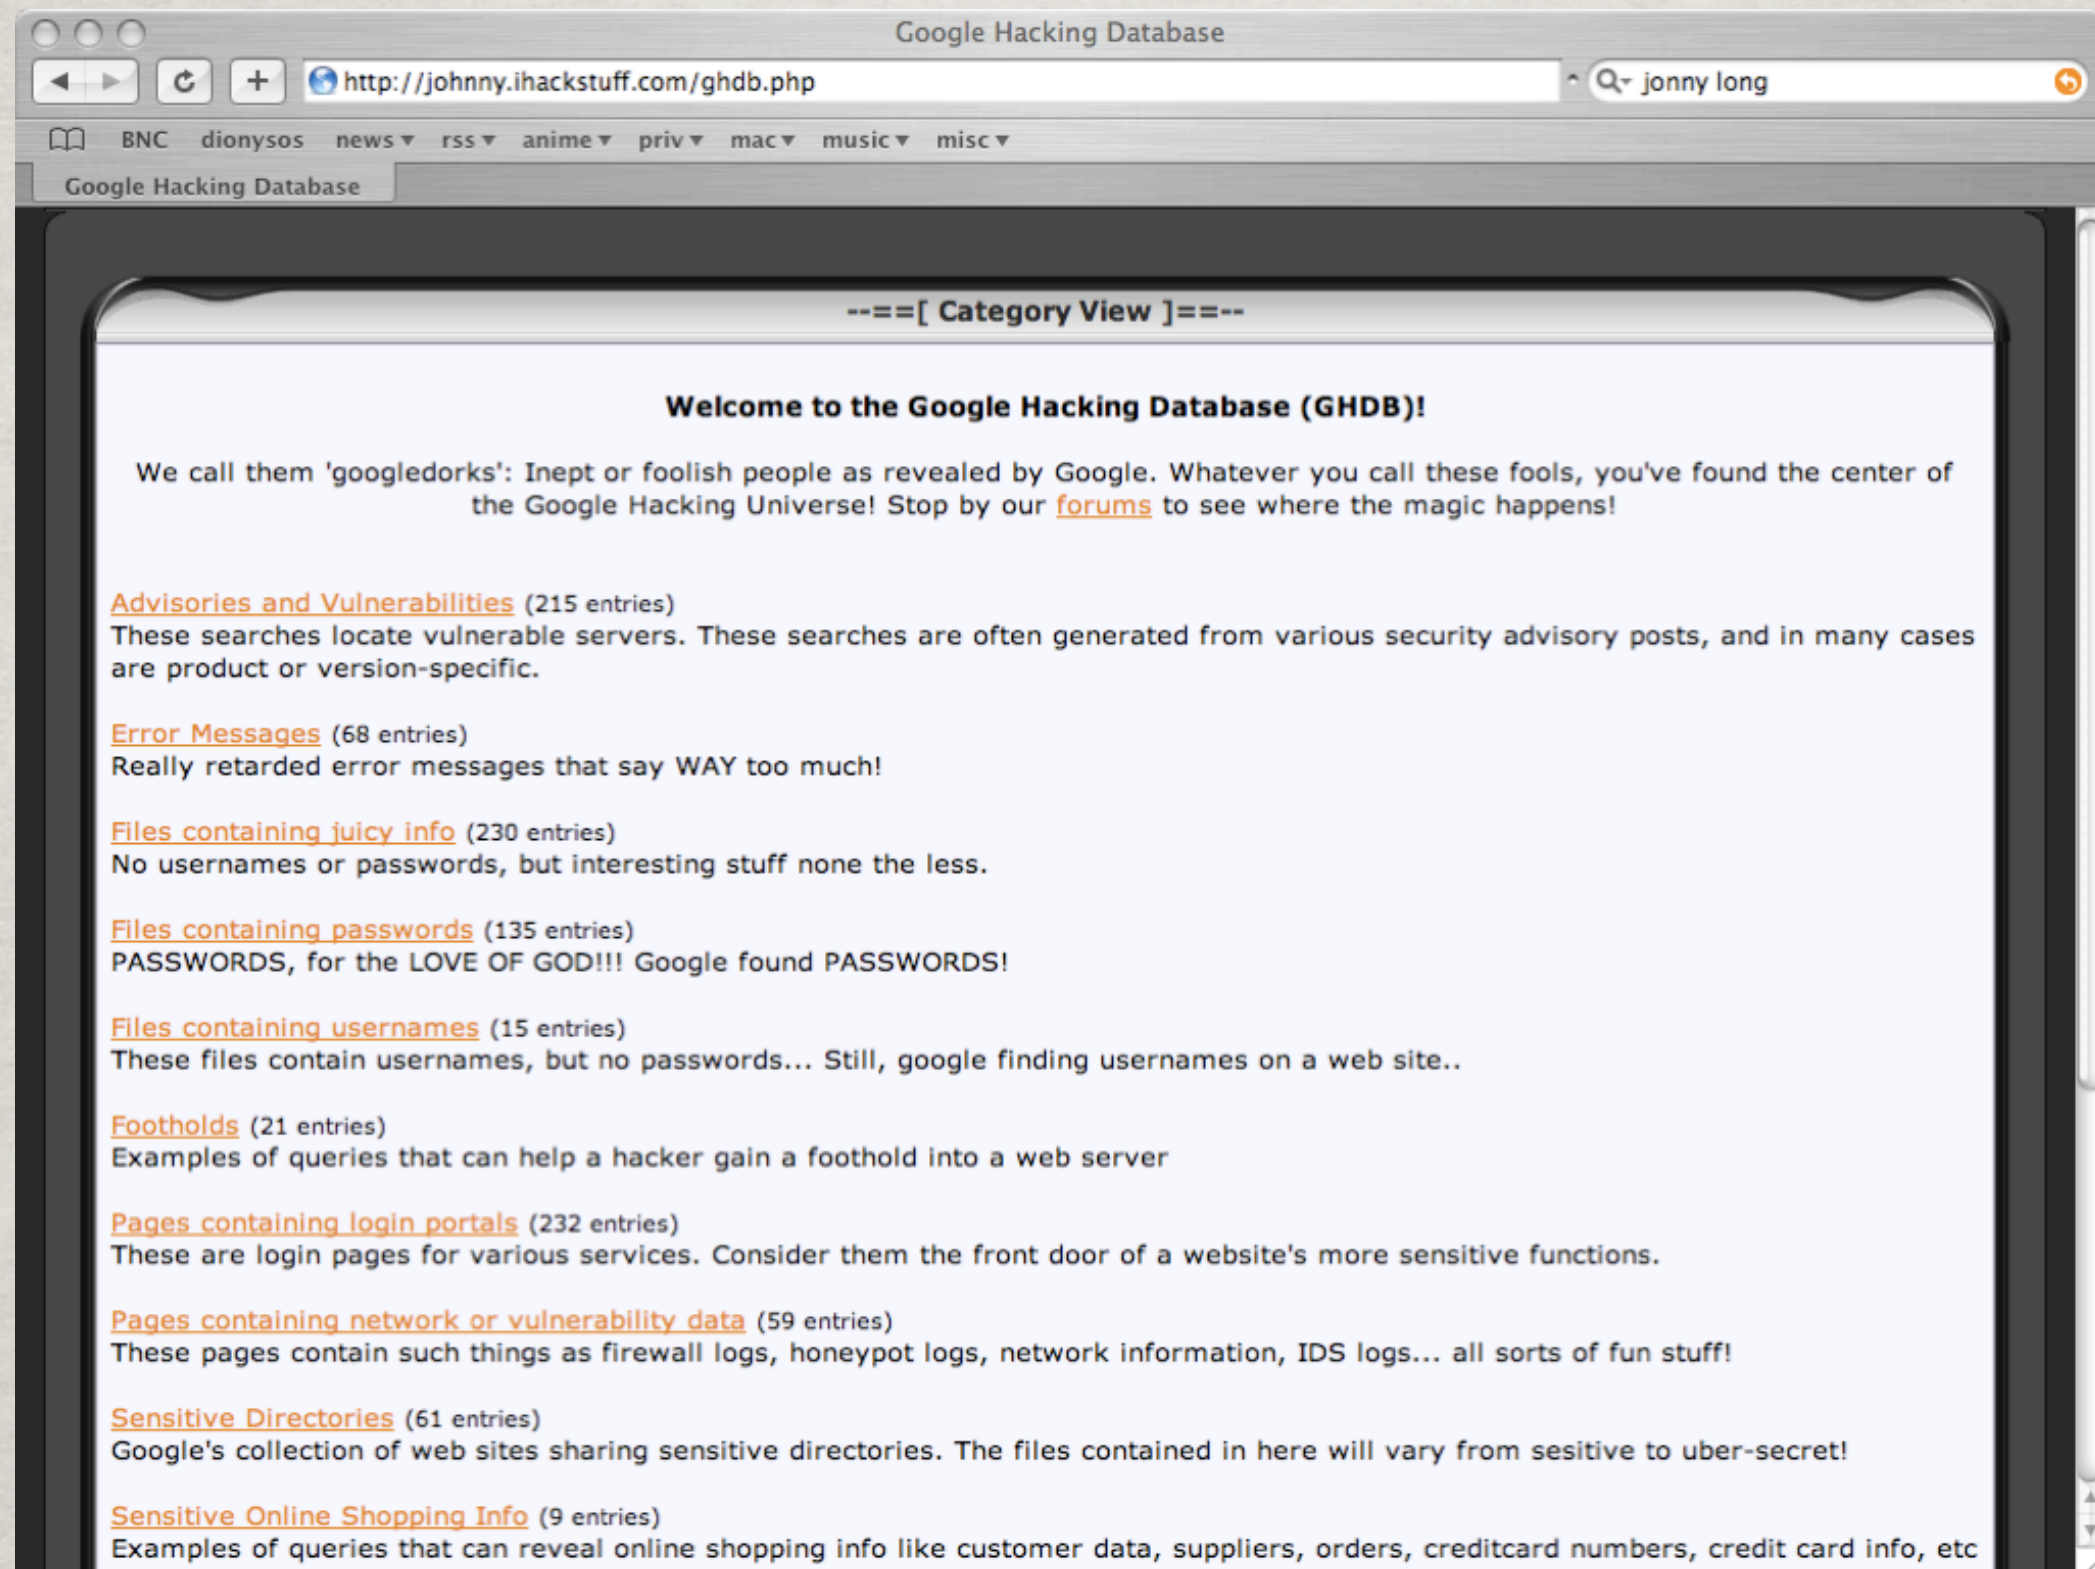 Google Hacking Database
http://johnny.ihackstuff.com/ghdb.php
jonny long
BNC dionysos news rss anime priv mac music misc
Google Hacking Database
--==[ Category View ]==--
Welcome to the Google Hacking Database (GHDB)!
We call them 'googledorks': Inept or foolish people as revealed by Google. Whatever you call these fools, you've found the center of
the Google Hacking Universe! Stop by our forums to see where the magic happens!
Advisories and Vulnerabilities (215 entries)
These searches locate vulnerable servers. These searches are often generated from various security advisory posts, and in many cases
are product or version-specific.
Error Messages (68 entries)
Really retarded error messages that say WAY too much!
Files containing juicy info (230 entries)
No usernames or passwords, but interesting stuff none the less.
Files containing passwords (135 entries)
PASSWORDS, for the LOVE OF GOD!!! Google found PASSWORDS!
Files containing usernames (15 entries)
These files contain usernames, but no passwords... Still, google finding usernames on a web site..
Footholds (21 entries)
Examples of queries that can help a hacker gain a foothold into a web server
Pages containing login portals (232 entries)
These are login pages for various services. Consider them the front door of a website's more sensitive functions.
Pages containing network or vulnerability data (59 entries)
These pages contain such things as firewall logs, honeypot logs, network information, IDS logs... all sorts of fun stuff!
Sensitive Directories (61 entries)
Google's collection of web sites sharing sensitive directories. The files contained in here will vary from sesitive to uber-secret!
Sensitive Online Shopping Info (9 entries)
Examples of queries that can reveal online shopping info like customer data, suppliers, orders, creditcard numbers, credit card info, etc